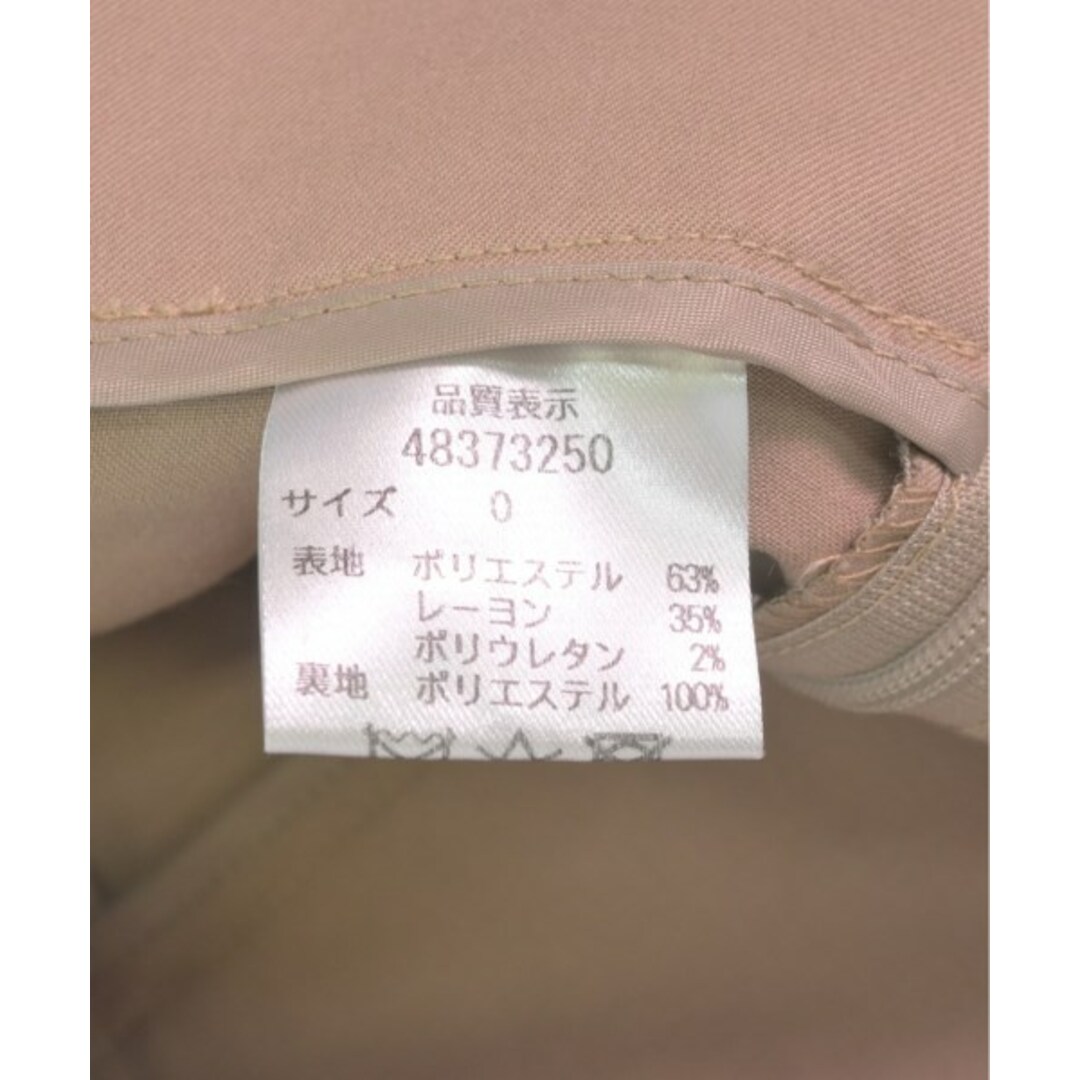 品質表示
48373250
サイズ 0
表地 ポリエステル 63%
レーヨン 35%
ポリウレタン 2%
裏地 ポリエステル 100%